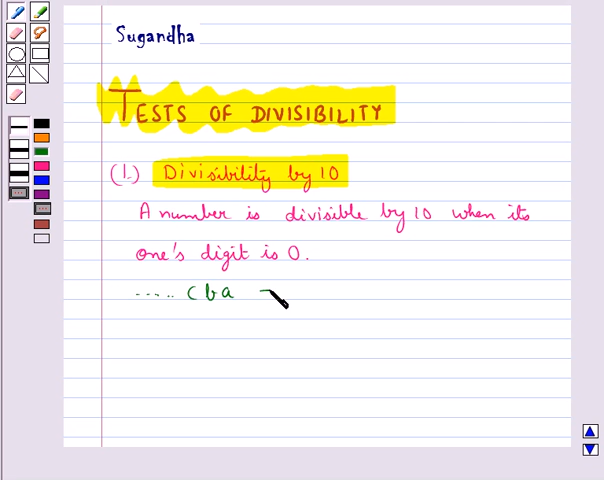 Sugandha
TESTS OF DIVISIBILITY
(1.) Divisibility by 10
A number is divisible by 10 when its
one's digit is 0.
..... c b a